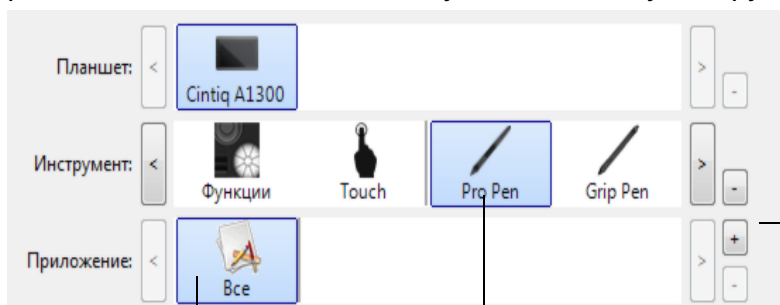 Планшет: < Cintiq A1300 > -
Инструмент: < Функции Touch Pro Pen Grip Pen > -
Приложение: < Все > + -